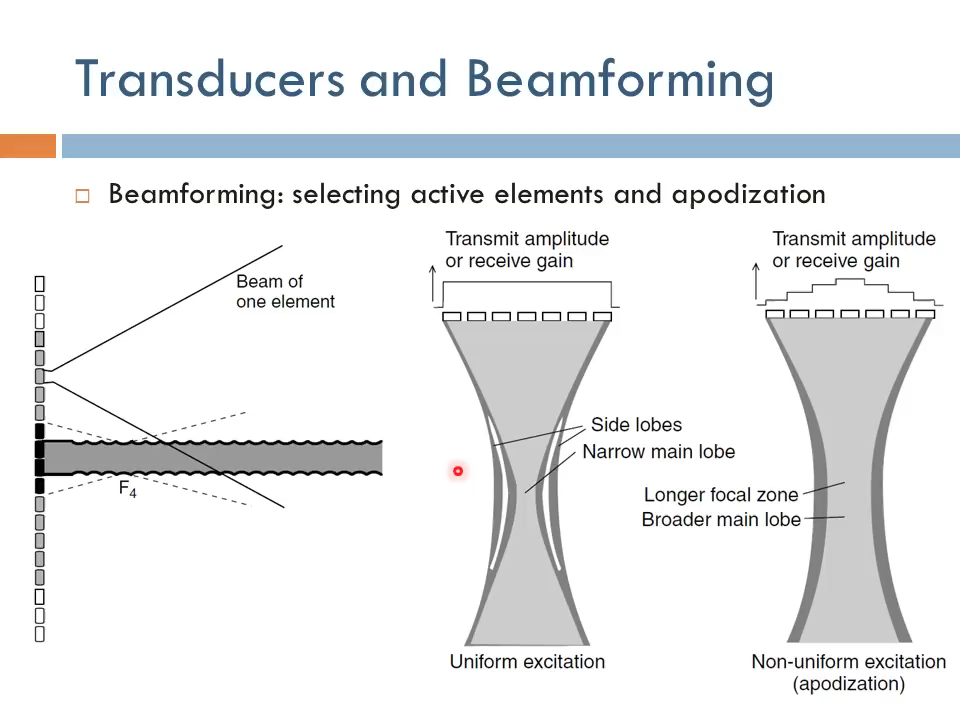 Transducers and Beamforming
Beamforming: selecting active elements and apodization
Beam of
one element
F4
Transmit amplitude
or receive gain
Side lobes
Narrow main lobe
Uniform excitation
Transmit amplitude
or receive gain
Longer focal zone
Broader main lobe
Non-uniform excitation
(apodization)